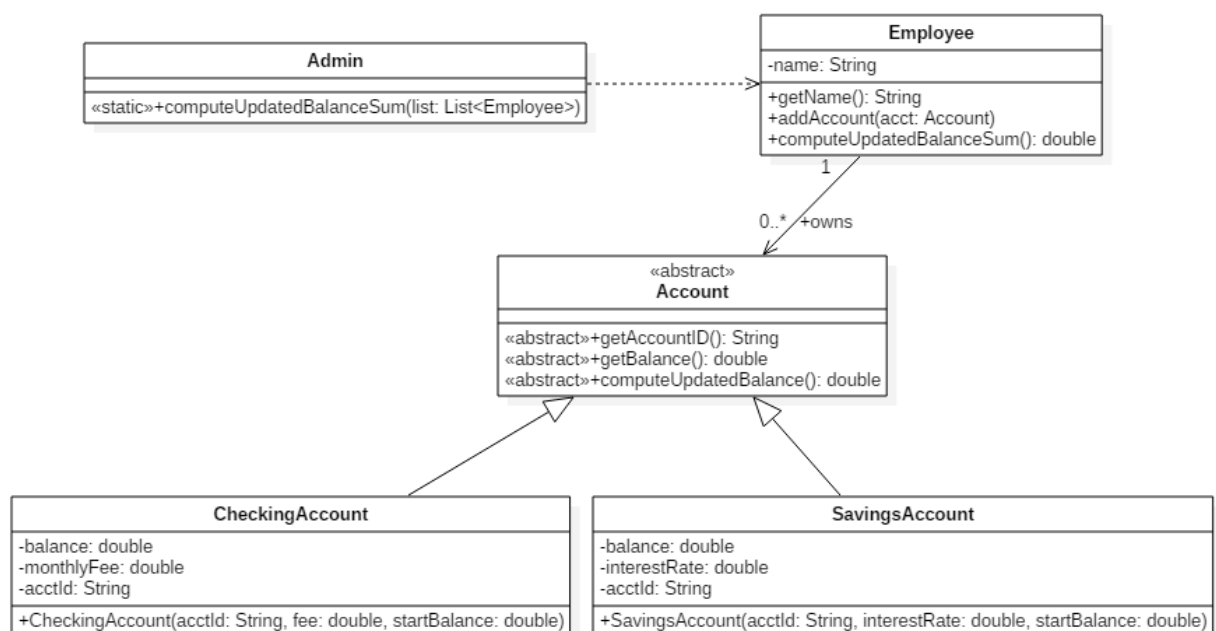 Admin
«static»+computeUpdatedBalanceSum(list: List<Employee>)
Employee
-name: String
+getName(): String
+addAccount(acct: Account)
+computeUpdatedBalanceSum(): double
1
0..* +owns
«abstract»
Account
«abstract»+getAccountID(): String
«abstract»+getBalance(): double
«abstract»+computeUpdatedBalance(): double
CheckingAccount
-balance: double
-monthlyFee: double
-acctId: String
+CheckingAccount(acctId: String, fee: double, startBalance: double)
SavingsAccount
-balance: double
-interestRate: double
-acctId: String
+SavingsAccount(acctId: String, interestRate: double, startBalance: double)